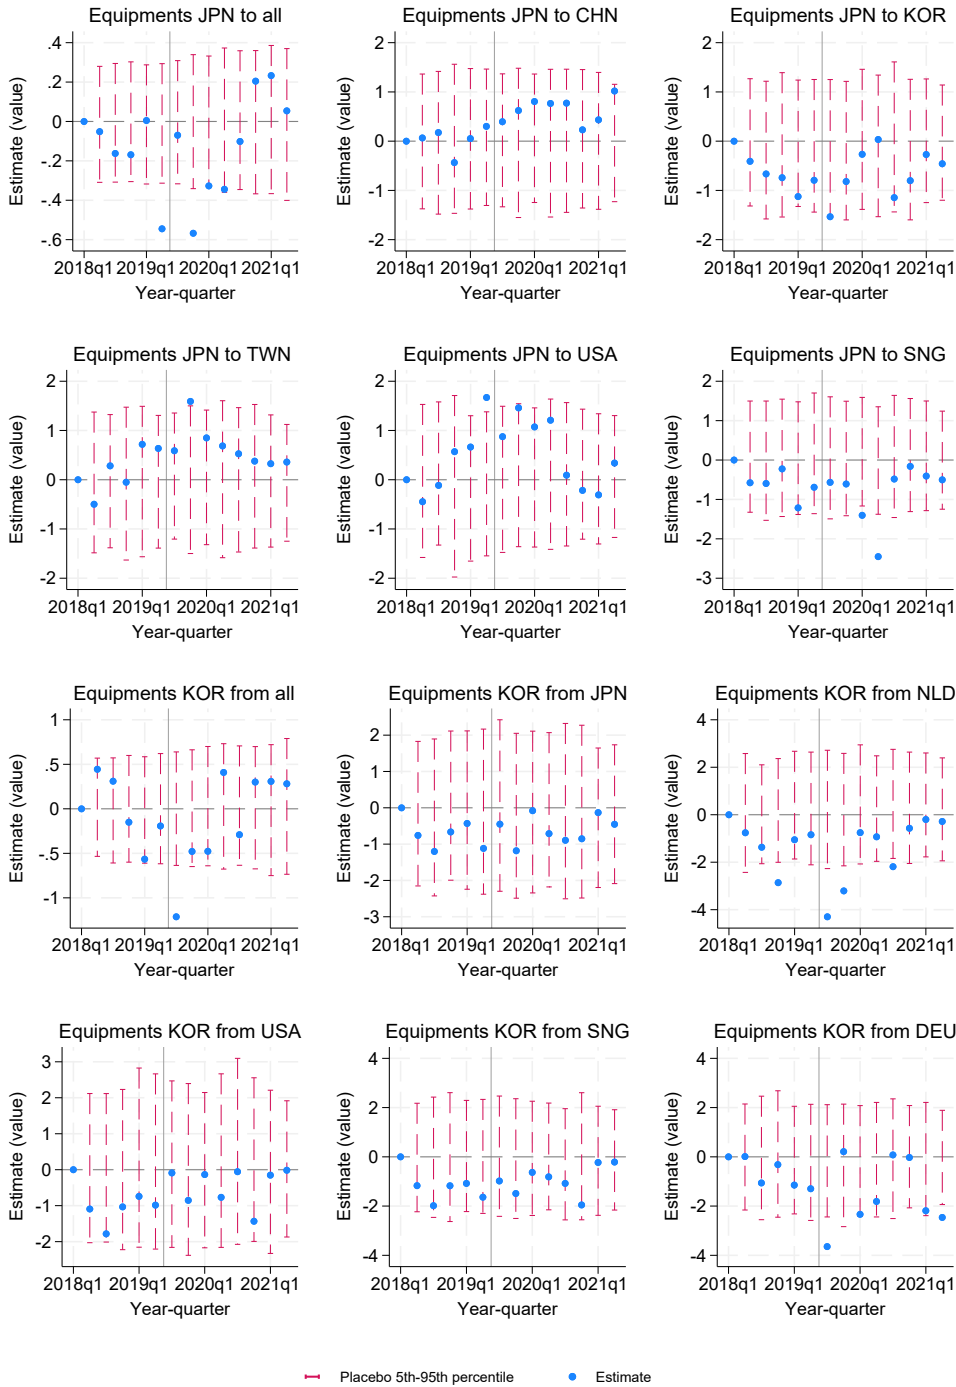 Equipments JPN to all
Equipments JPN to CHN
Equipments JPN to KOR
Estimate (value)
.4
.2
0
-.2
-.4
-.6
2018q1 2019q1 2020q1 2021q1
Year-quarter
Estimate (value)
2
1
0
-1
-2
2018q1 2019q1 2020q1 2021q1
Year-quarter
Estimate (value)
2
1
0
-1
-2
2018q1 2019q1 2020q1 2021q1
Year-quarter
Equipments JPN to TWN
Equipments JPN to USA
Equipments JPN to SNG
Estimate (value)
2
1
0
-1
-2
2018q1 2019q1 2020q1 2021q1
Year-quarter
Estimate (value)
2
1
0
-1
-2
2018q1 2019q1 2020q1 2021q1
Year-quarter
Estimate (value)
2
1
0
-1
-2
-3
2018q1 2019q1 2020q1 2021q1
Year-quarter
Equipments KOR from all
Equipments KOR from JPN
Equipments KOR from NLD
Estimate (value)
1
.5
0
-.5
-1
2018q1 2019q1 2020q1 2021q1
Year-quarter
Estimate (value)
2
1
0
-1
-2
-3
2018q1 2019q1 2020q1 2021q1
Year-quarter
Estimate (value)
4
2
0
-2
-4
2018q1 2019q1 2020q1 2021q1
Year-quarter
Equipments KOR from USA
Equipments KOR from SNG
Equipments KOR from DEU
Estimate (value)
3
2
1
0
-1
-2
2018q1 2019q1 2020q1 2021q1
Year-quarter
Estimate (value)
4
2
0
-2
-4
2018q1 2019q1 2020q1 2021q1
Year-quarter
Estimate (value)
4
2
0
-2
-4
2018q1 2019q1 2020q1 2021q1
Year-quarter
Placebo 5th-95th percentile
Estimate